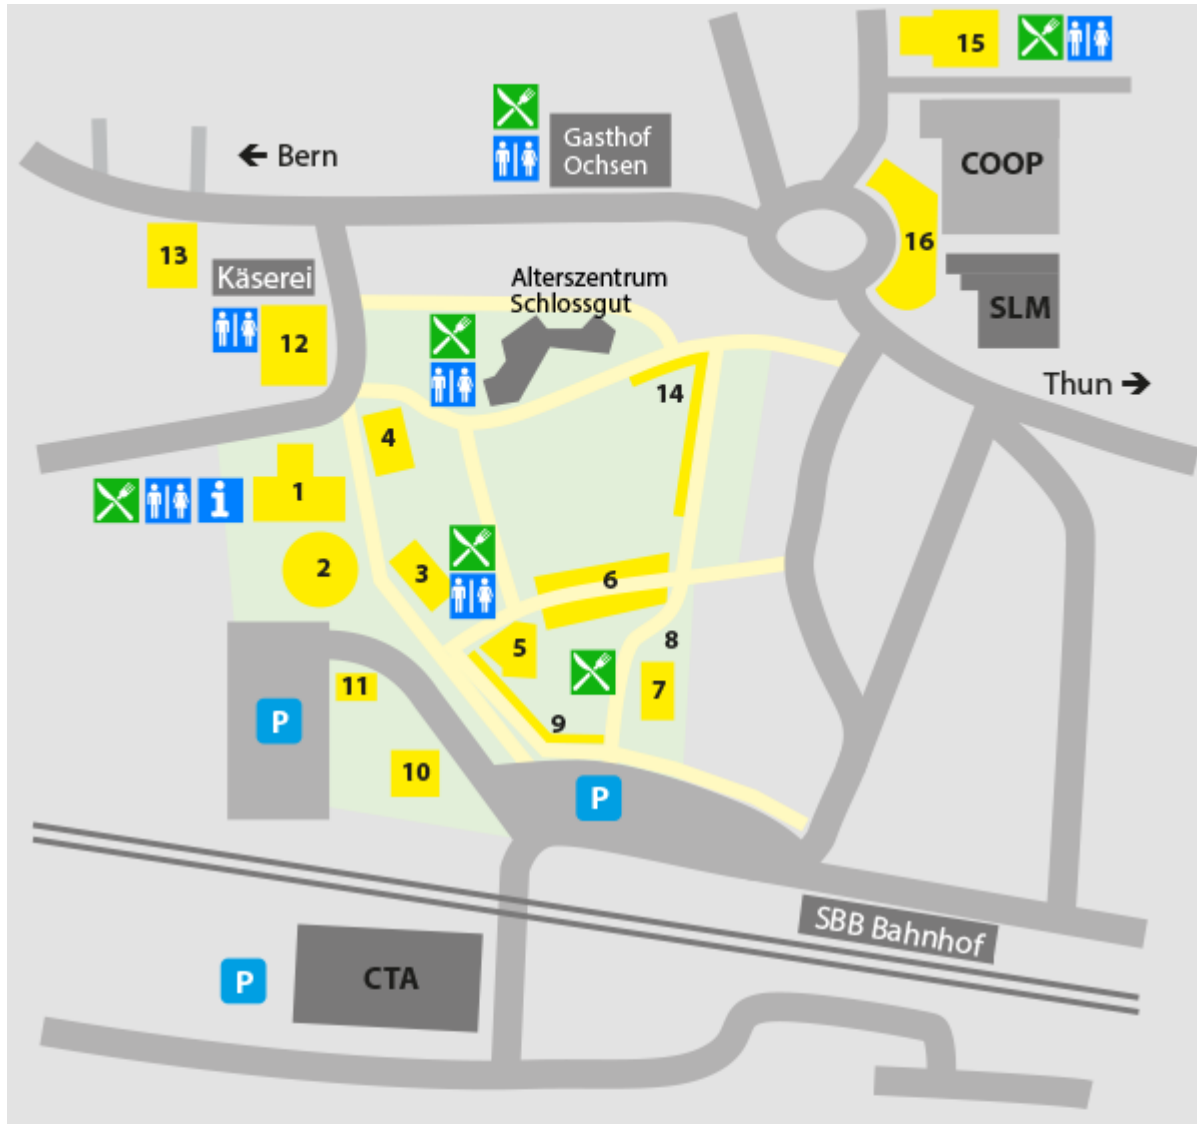 15
Gasthof
Ochsen
← Bern
COOP
13
16
Käserei
Alterszentrum
Schlossgut
SLM
12
Thun →
14
4
1
i
2
3
6
5
8
7
11
9
P
10
P
SBB Bahnhof
CTA
P